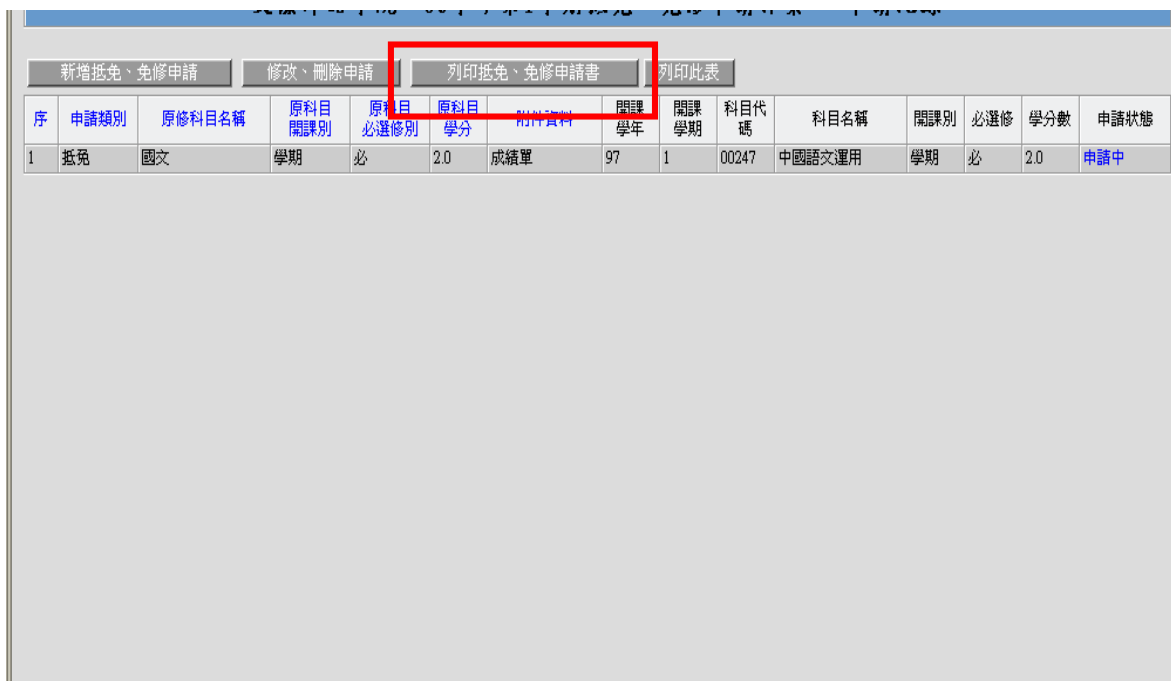 新增抵免、免修申請 修改、刪除申請 列印抵免、免修申請書 列印此表
序 申請類別 原修科目名稱 原科目開課別 原科目必選修別 原科目學分 附件資料 開課學年 開課學期 科目代碼 科目名稱 開課別 必選修 學分數 申請狀態
1 抵免 國文 學期 必 2.0 成績單 97 1 00247 中國語文運用 學期 必 2.0 申請中